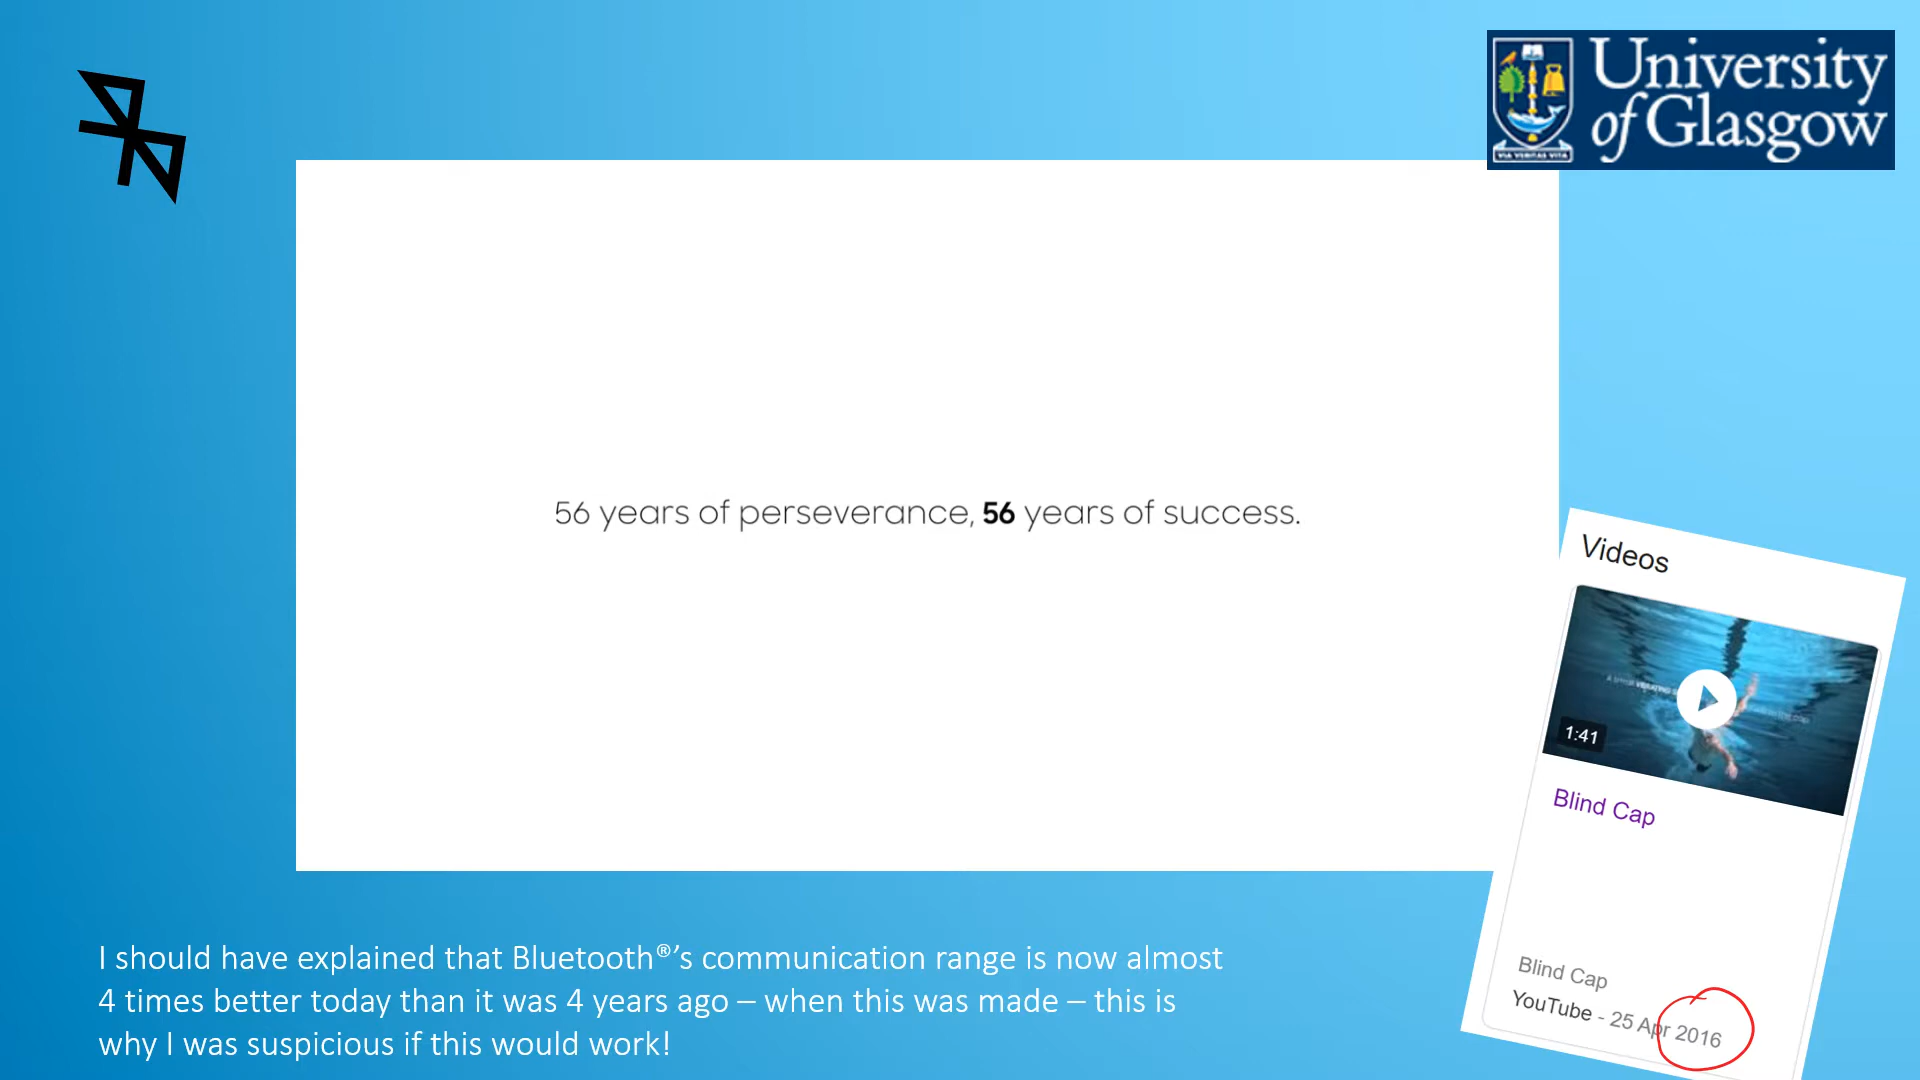 University
of Glasgow
VIA VERITAS VITA
56 years of perseverance, 56 years of success.
Videos
1:41
Blind Cap
Blind Cap
YouTube - 25 Apr 2016
I should have explained that Bluetooth®’s communication range is now almost
4 times better today than it was 4 years ago – when this was made – this is
why I was suspicious if this would work!